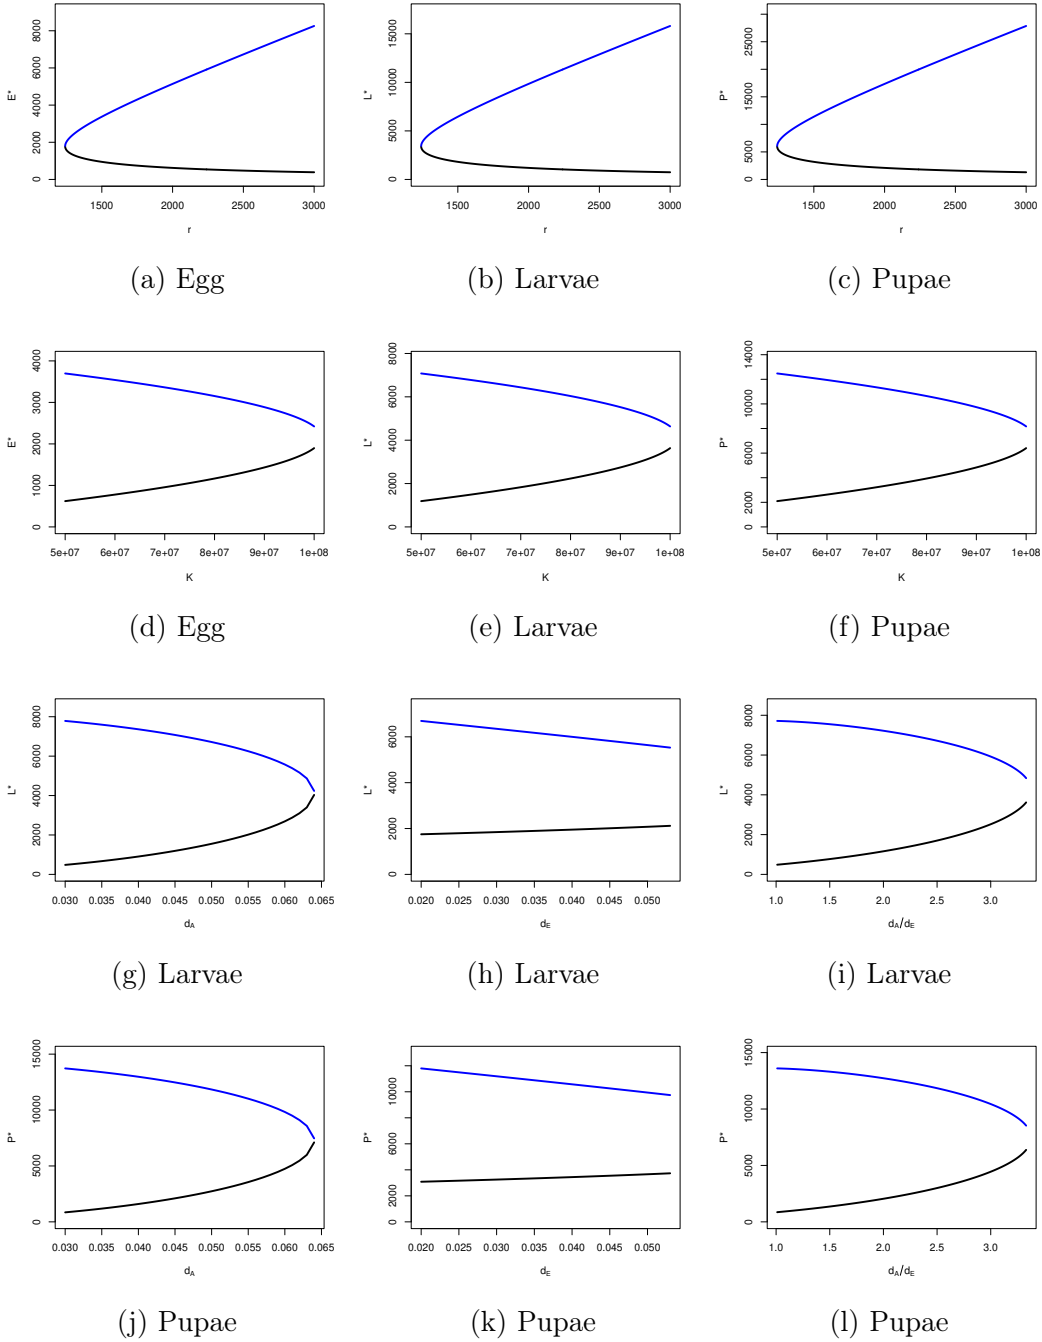 E*
0 2000 4000 6000 8000
1500 2000 2500 3000
r
(a) Egg
L*
0 5000 10000 15000
1500 2000 2500 3000
r
(b) Larvae
P*
0 5000 15000 25000
1500 2000 2500 3000
r
(c) Pupae
E*
0 1000 2000 3000 4000
5e+07 6e+07 7e+07 8e+07 9e+07 1e+08
K
(d) Egg
L*
0 2000 4000 6000 8000
5e+07 6e+07 7e+07 8e+07 9e+07 1e+08
K
(e) Larvae
P*
0 2000 6000 10000 14000
5e+07 6e+07 7e+07 8e+07 9e+07 1e+08
K
(f) Pupae
L*
0 2000 4000 6000 8000
0.030 0.035 0.040 0.045 0.050 0.055 0.060 0.065
d_A
(g) Larvae
L*
0 2000 4000 6000
0.020 0.025 0.030 0.035 0.040 0.045 0.050
d_E
(h) Larvae
L*
0 2000 4000 6000 8000
1.0 1.5 2.0 2.5 3.0
d_A/d_E
(i) Larvae
P*
0 5000 10000 15000
0.030 0.035 0.040 0.045 0.050 0.055 0.060 0.065
d_A
(j) Pupae
P*
0 2000 6000 10000
0.020 0.025 0.030 0.035 0.040 0.045 0.050
d_E
(k) Pupae
P*
0 5000 10000 15000
1.0 1.5 2.0 2.5 3.0
d_A/d_E
(l) Pupae